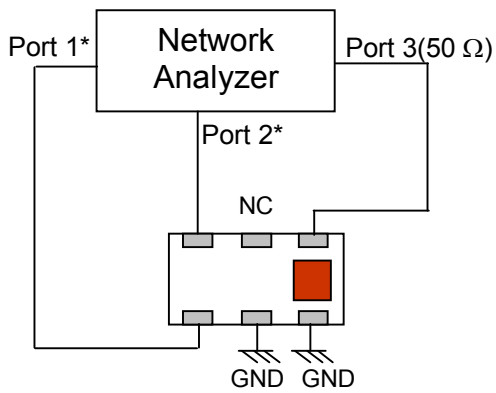 Network
Analyzer
Port 1*
Port 3(50 Ω)
Port 2*
NC
GND GND